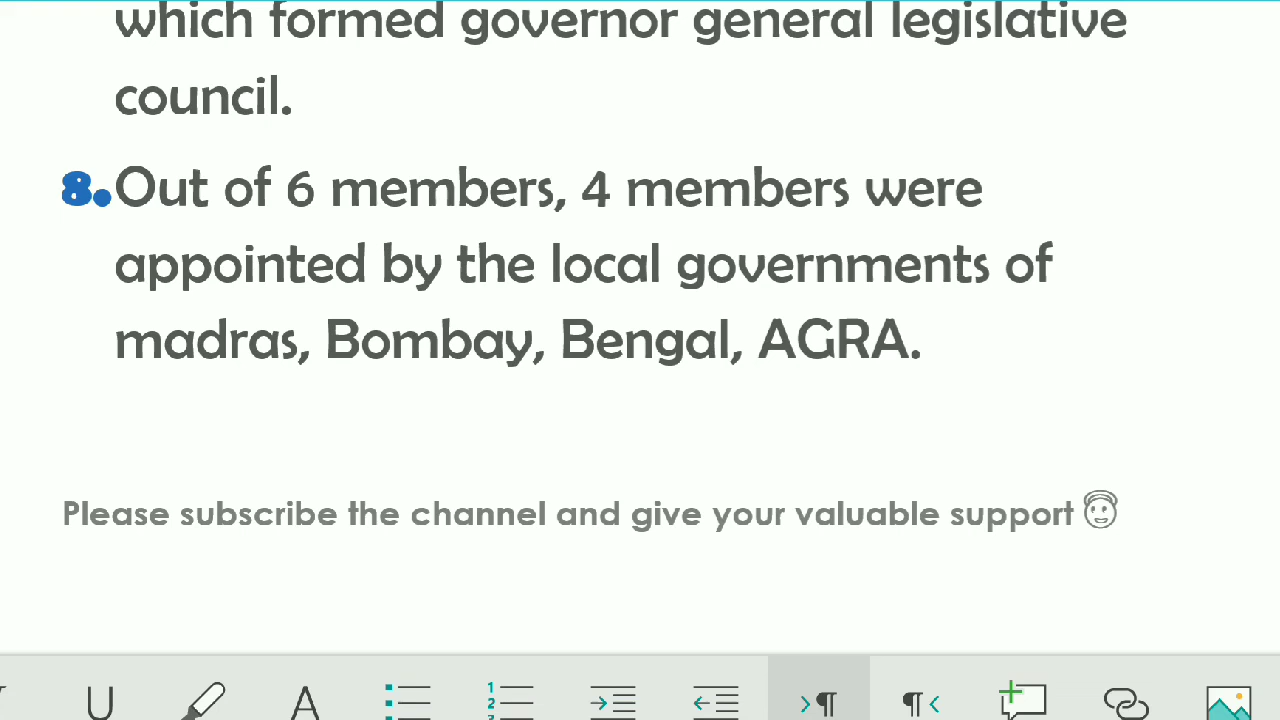 which formed governor general legislative
council.
8. Out of 6 members, 4 members were
appointed by the local governments of
madras, Bombay, Bengal, AGRA.
Please subscribe the channel and give your valuable support 😇
U A